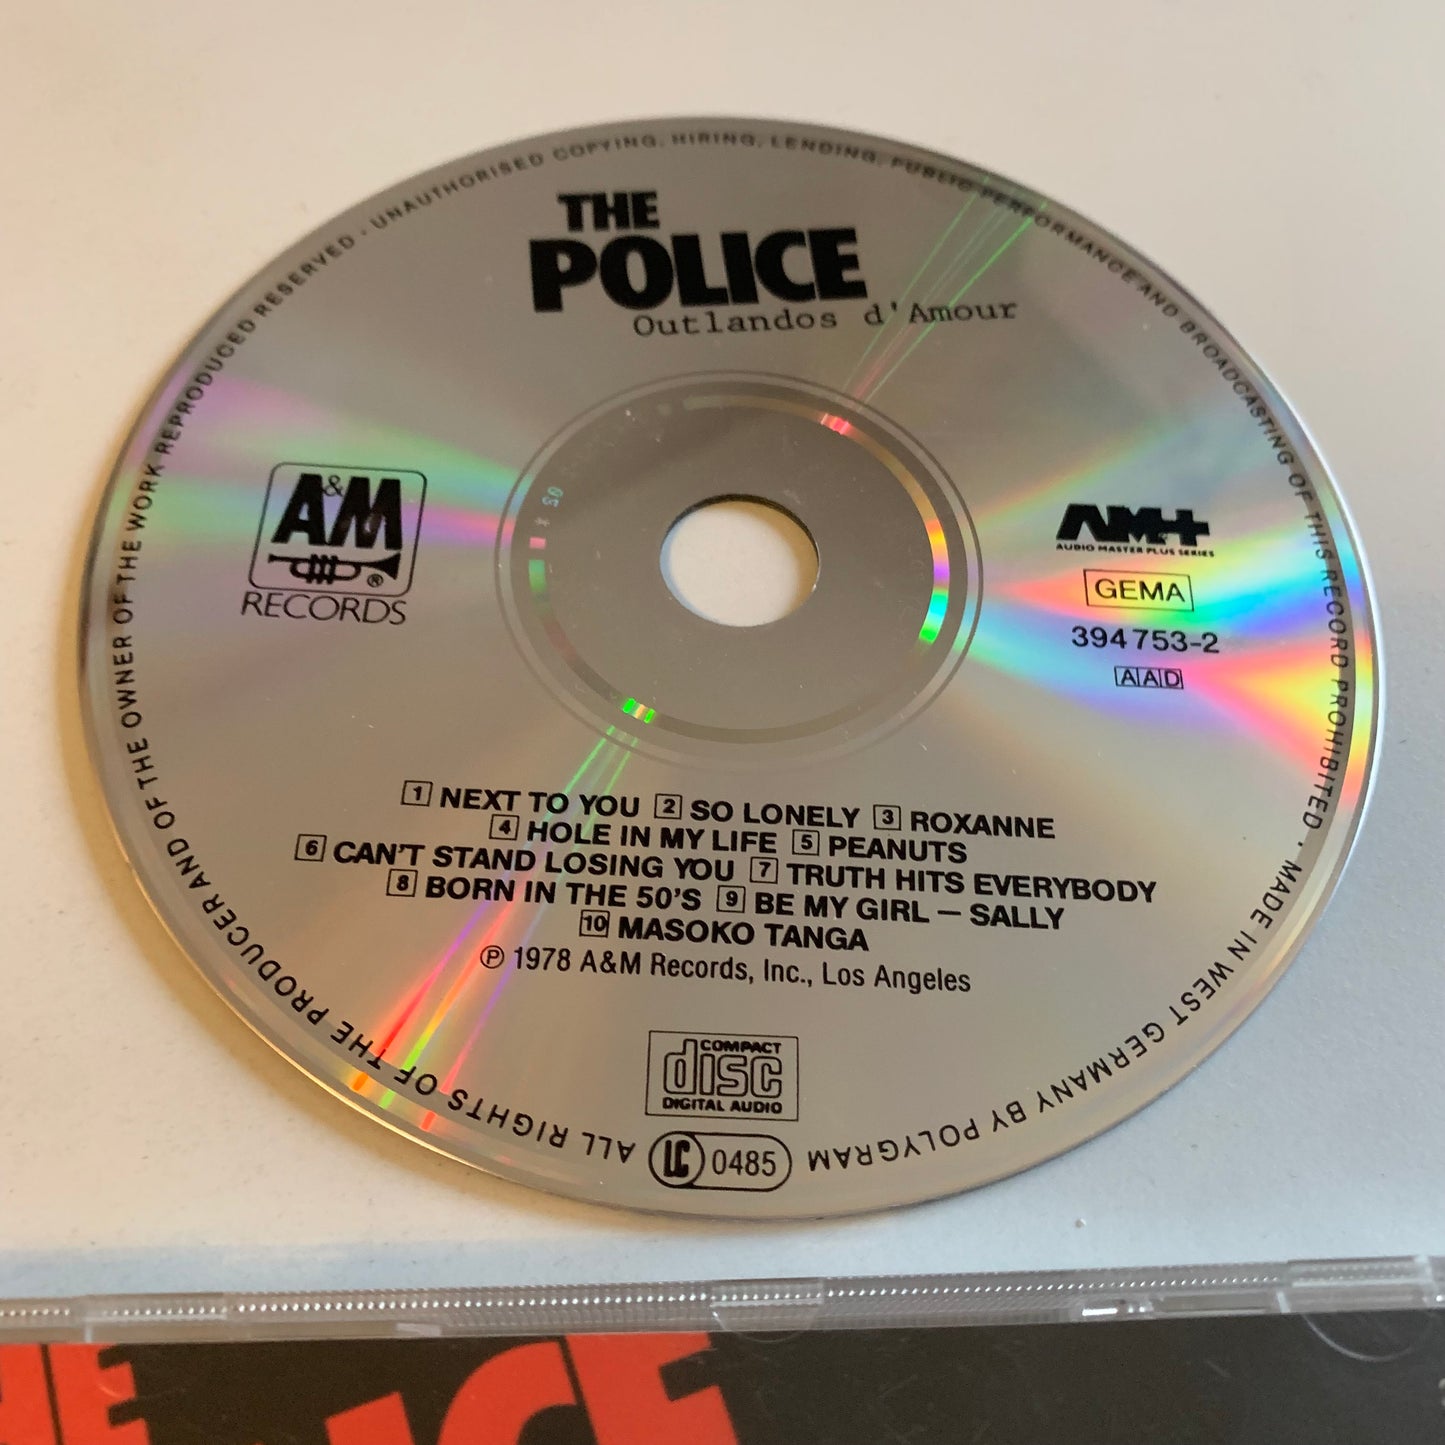 THE
POLICE
Outlandos d'Amour
A&M
®
RECORDS
AM+
AUDIO MASTER PLUS SERIES
GEMA
394 753-2
AAD
1 NEXT TO YOU 2 SO LONELY 3 ROXANNE
4 HOLE IN MY LIFE 5 PEANUTS
6 CAN'T STAND LOSING YOU 7 TRUTH HITS EVERYBODY
8 BORN IN THE 50'S 9 BE MY GIRL – SALLY
10 MASOKO TANGA
℗ 1978 A&M Records, Inc., Los Angeles
COMPACT
disc
DIGITAL AUDIO
LC 0485
ALL RIGHTS OF THE PRODUCER AND OF THE OWNER OF THE WORK REPRODUCED RESERVED · UNAUTHORISED COPYING, HIRING, LENDING, PUBLIC PERFORMANCE AND BROADCASTING OF THIS RECORD PROHIBITED · MADE IN WEST GERMANY BY POLYGRAM